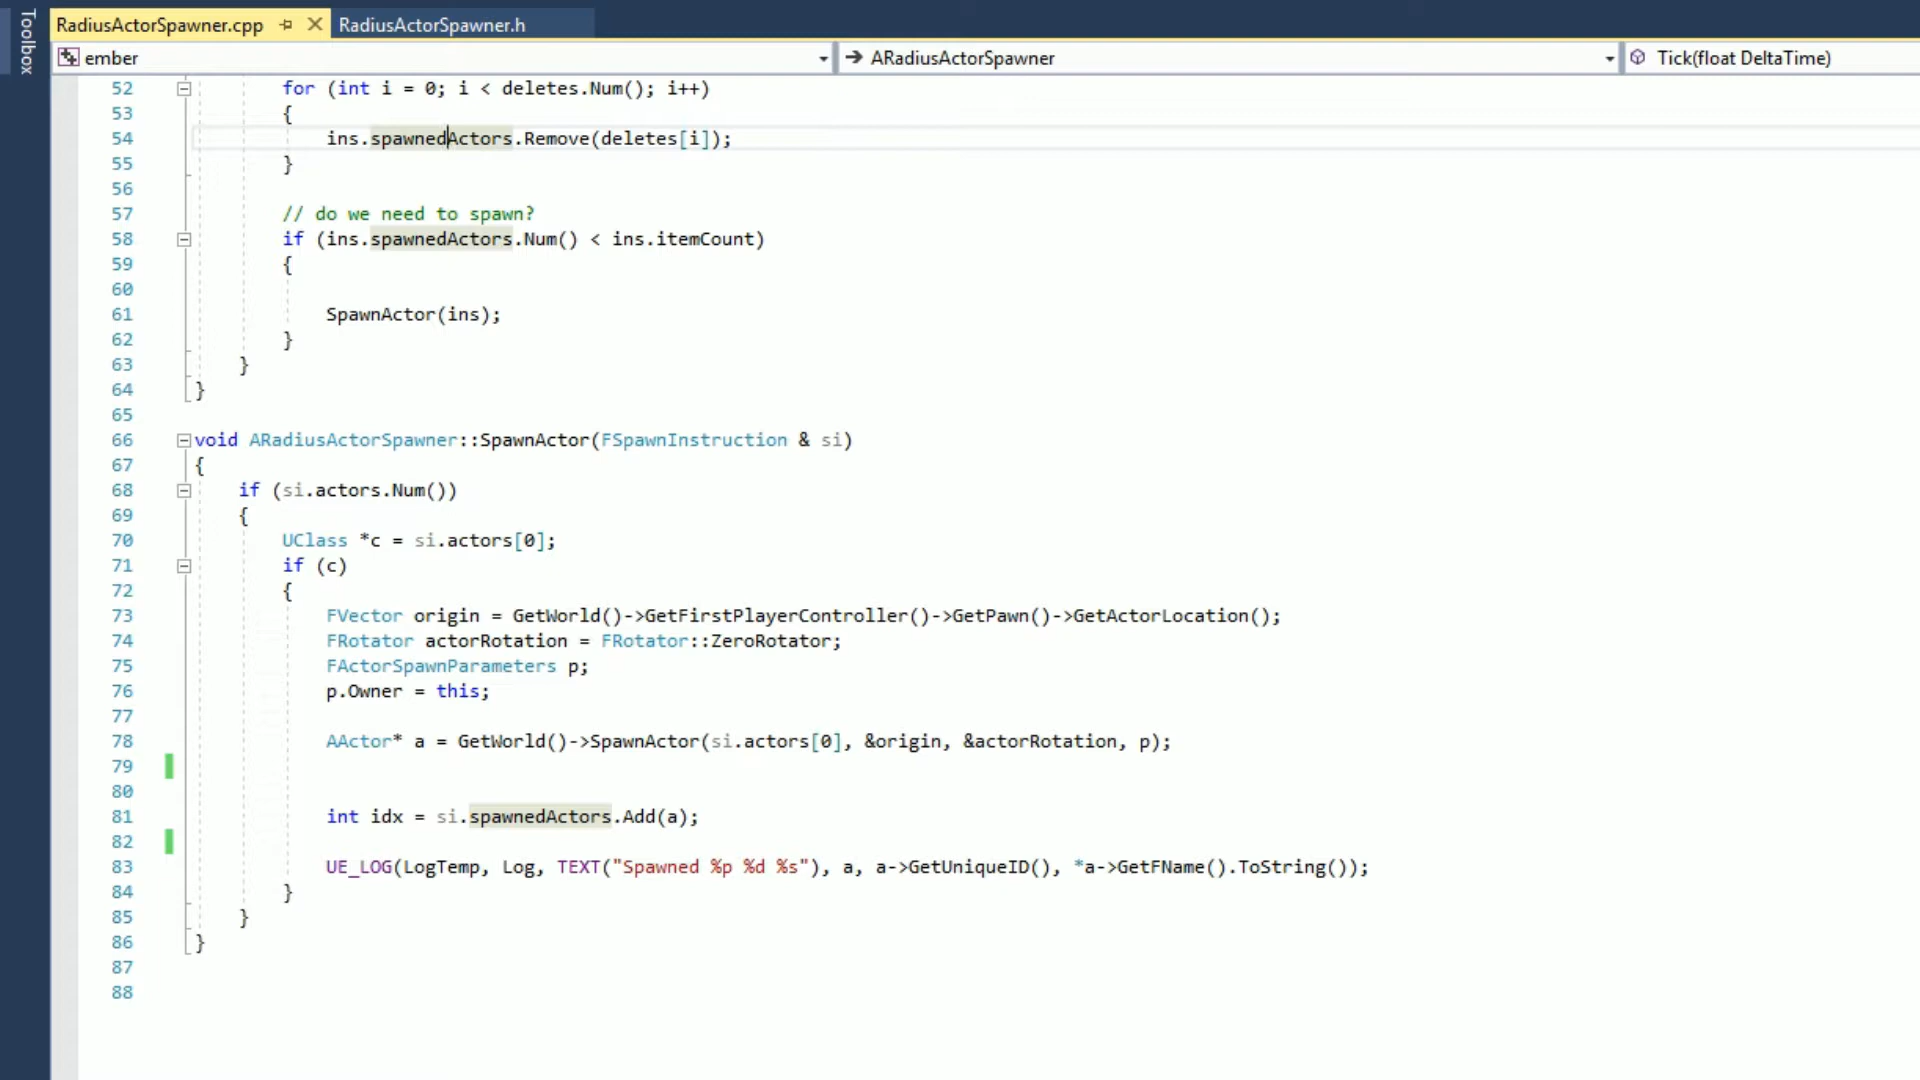 Toolbox
RadiusActorSpawner.cpp
RadiusActorSpawner.h
ember
ARadiusActorSpawner
Tick(float DeltaTime)
52 for (int i = 0; i < deletes.Num(); i++)
53 {
54 ins.spawnedActors.Remove(deletes[i]);
55 }
56
57 // do we need to spawn?
58 if (ins.spawnedActors.Num() < ins.itemCount)
59 {
60
61 SpawnActor(ins);
62 }
63 }
64 }
65
66 void ARadiusActorSpawner::SpawnActor(FSpawnInstruction & si)
67 {
68 if (si.actors.Num())
69 {
70 UClass *c = si.actors[0];
71 if (c)
72 {
73 FVector origin = GetWorld()->GetFirstPlayerController()->GetPawn()->GetActorLocation();
74 FRotator actorRotation = FRotator::ZeroRotator;
75 FActorSpawnParameters p;
76 p.Owner = this;
77
78 AActor* a = GetWorld()->SpawnActor(si.actors[0], &origin, &actorRotation, p);
79
80
81 int idx = si.spawnedActors.Add(a);
82
83 UE_LOG(LogTemp, Log, TEXT("Spawned %p %d %s"), a, a->GetUniqueID(), *a->GetFName().ToString());
84 }
85 }
86 }
87
88